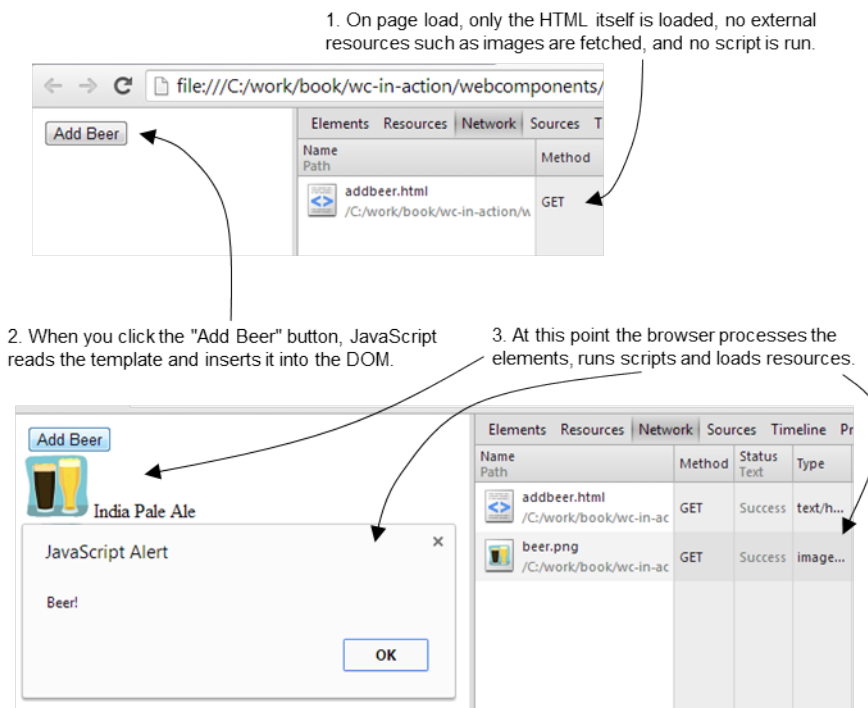 1. On page load, only the HTML itself is loaded, no external
resources such as images are fetched, and no script is run.
file:///C:/work/book/wc-in-action/webcomponents/
Add Beer
Elements Resources Network Sources T
Name
Path
Method
addbeer.html
/C:/work/book/wc-in-action/w
GET
2. When you click the "Add Beer" button, JavaScript
reads the template and inserts it into the DOM.
3. At this point the browser processes the
elements, runs scripts and loads resources.
Add Beer
India Pale Ale
JavaScript Alert
×
Beer!
OK
Elements Resources Network Sources Timeline Pr
Name
Path
Method
Status
Text
Type
addbeer.html
/C:/work/book/wc-in-ac
GET
Success
text/h...
beer.png
/C:/work/book/wc-in-ac
GET
Success
image...